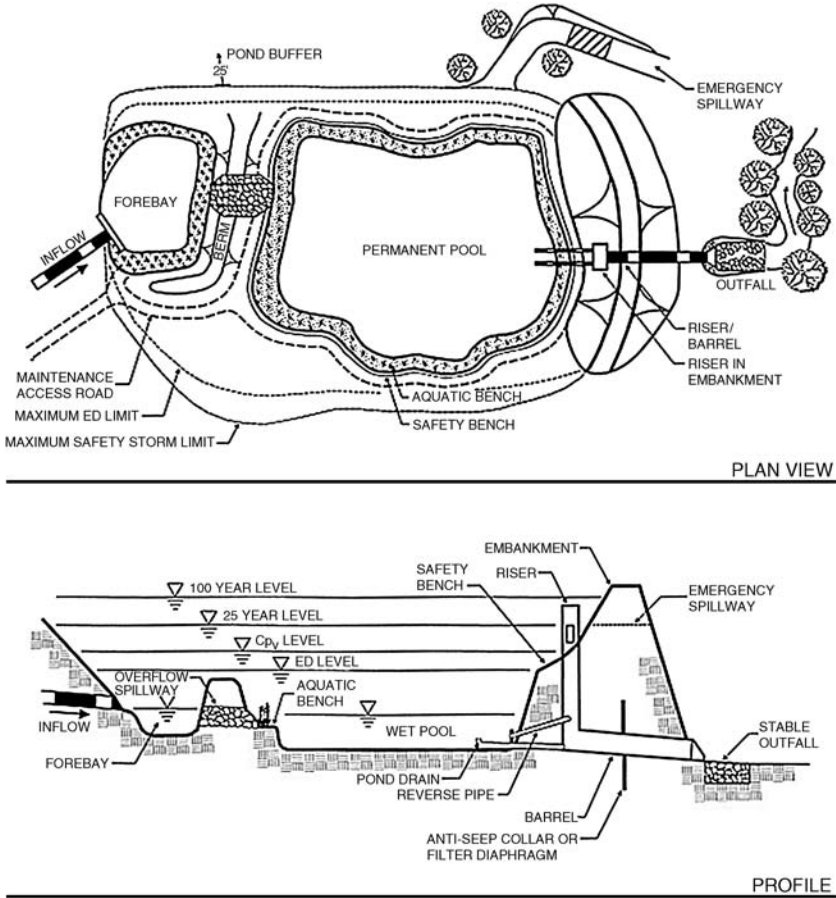 POND BUFFER
25'
EMERGENCY
SPILLWAY
FOREBAY
INFLOW
BERM
PERMANENT POOL
OUTFALL
RISER/
BARREL
RISER IN
EMBANKMENT
MAINTENANCE
ACCESS ROAD
MAXIMUM ED LIMIT
MAXIMUM SAFETY STORM LIMIT
AQUATIC BENCH
SAFETY BENCH
PLAN VIEW
EMBANKMENT
SAFETY
BENCH
RISER
EMERGENCY
SPILLWAY
100 YEAR LEVEL
25 YEAR LEVEL
Cpv LEVEL
ED LEVEL
OVERFLOW
SPILLWAY
AQUATIC
BENCH
INFLOW
WET POOL
STABLE
OUTFALL
FOREBAY
POND DRAIN
REVERSE PIPE
BARREL
ANTI-SEEP COLLAR OR
FILTER DIAPHRAGM
PROFILE